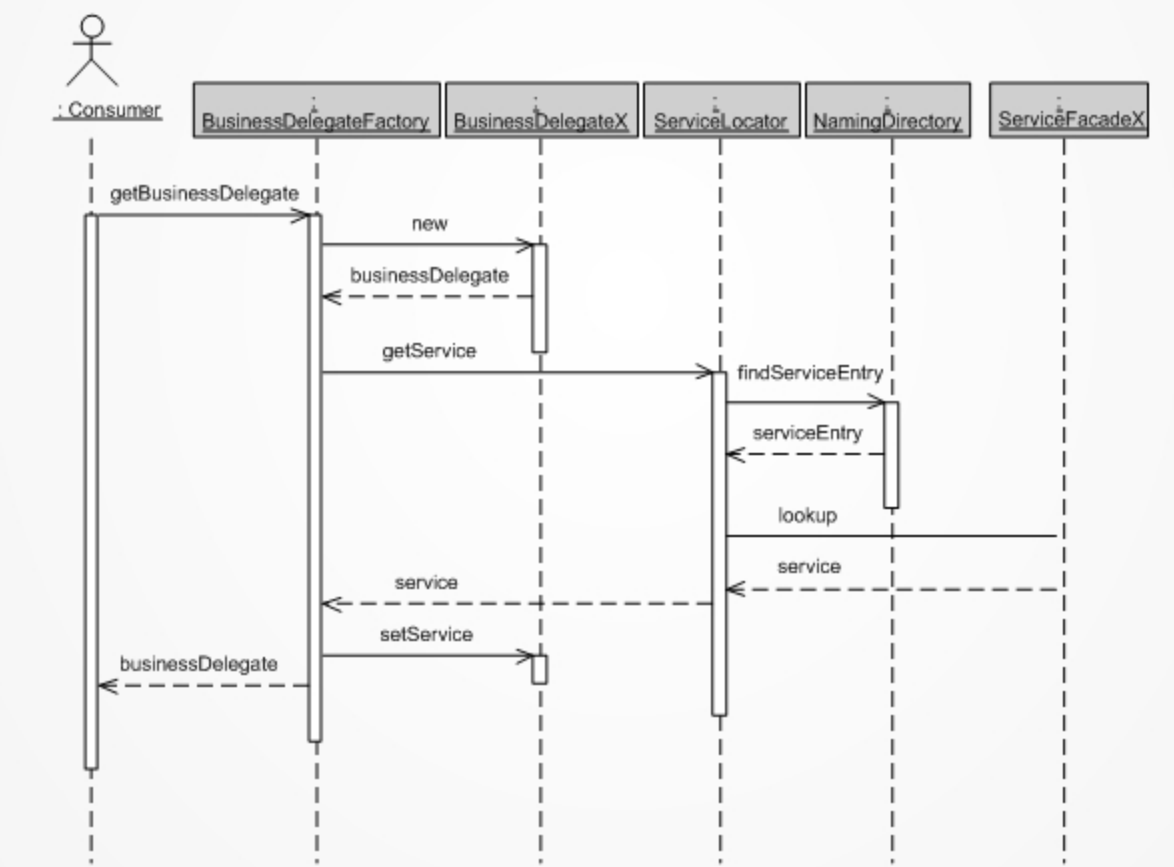 : Consumer
:
BusinessDelegateFactory
:
BusinessDelegateX
:
ServiceLocator
:
NamingDirectory
:
ServiceFacadeX
getBusinessDelegate
new
businessDelegate
getService
findServiceEntry
serviceEntry
lookup
service
service
setService
businessDelegate